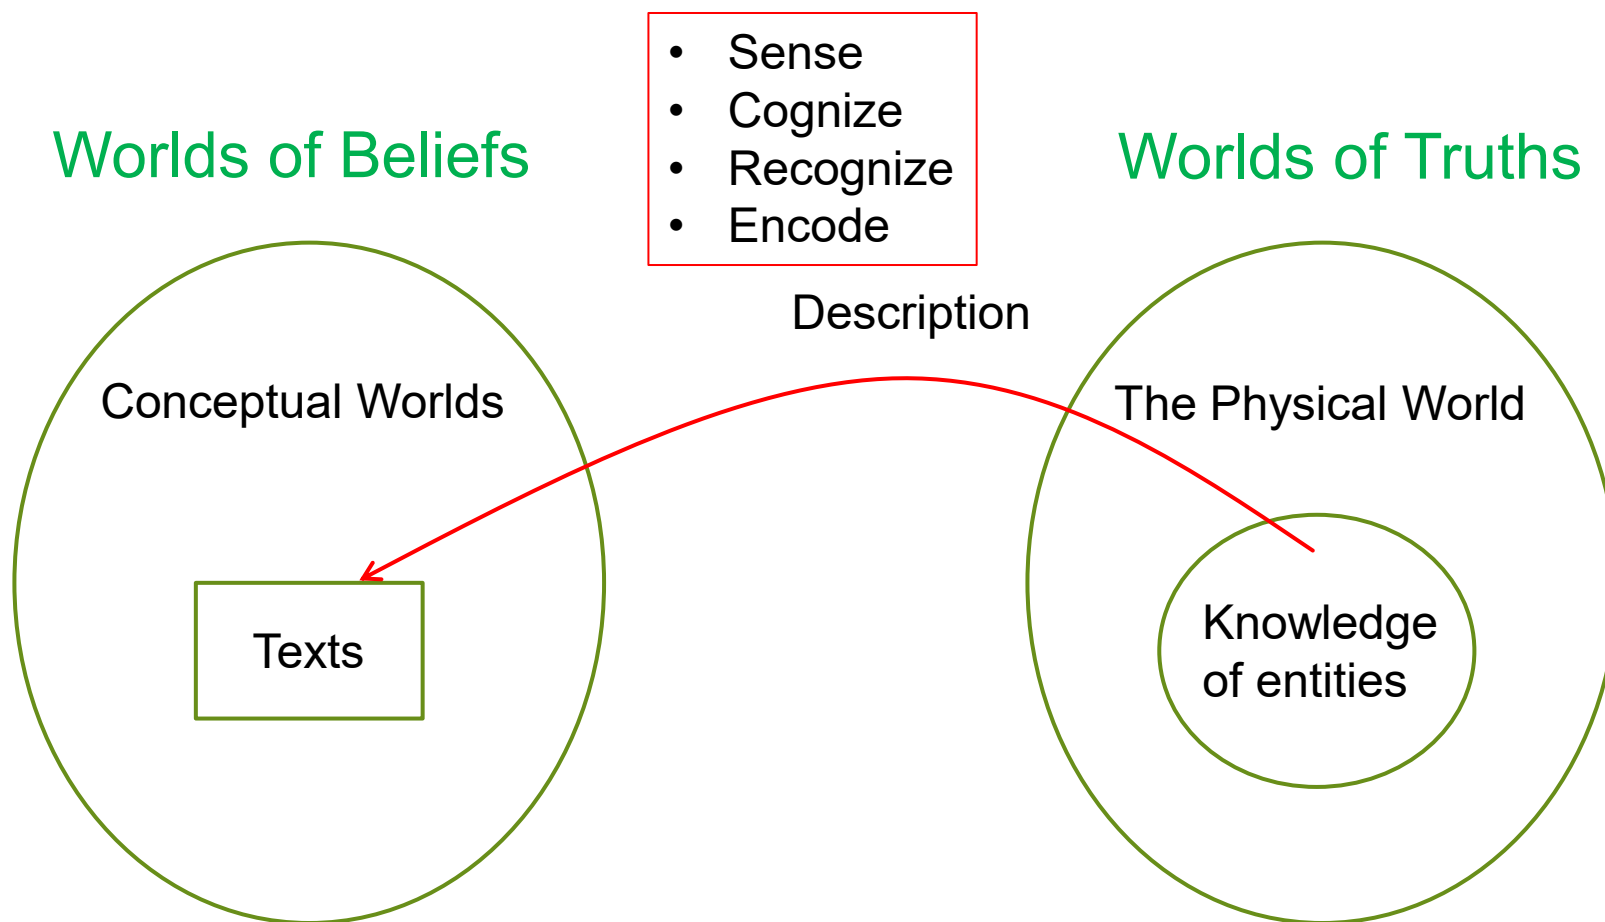 • Sense
• Cognize
• Recognize
• Encode
Worlds of Beliefs
Worlds of Truths
Description
Conceptual Worlds
The Physical World
Texts
Knowledge
of entities